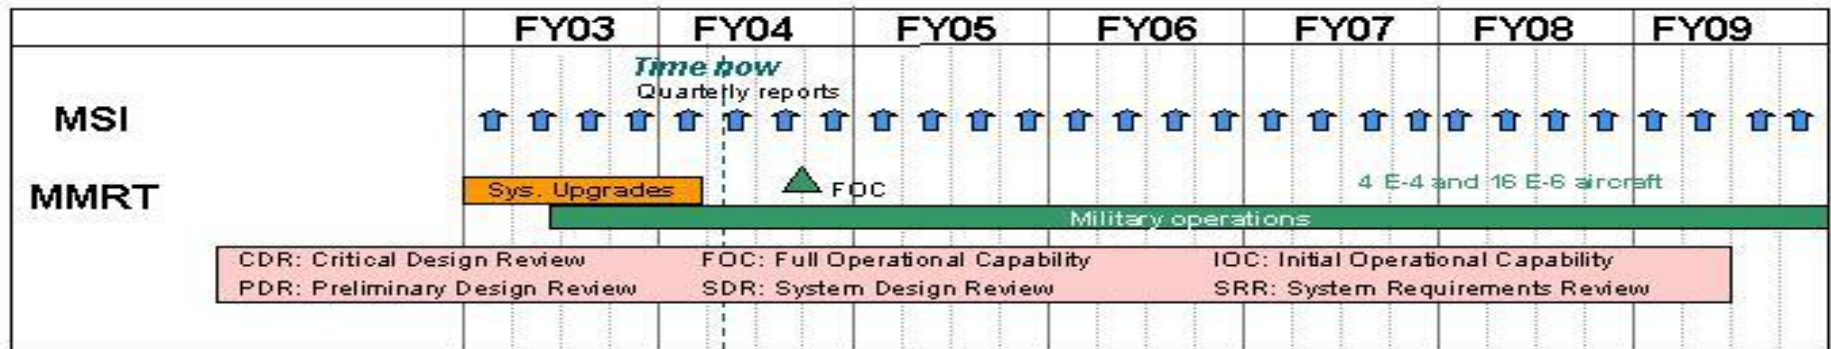 FY03 FY04 FY05 FY06 FY07 FY08 FY09
Time now
Quarterly reports
MSI
MMRT
Sys. Upgrades
FOC
4 E-4 and 16 E-6 aircraft
Military operations
CDR: Critical Design Review FOC: Full Operational Capability IOC: Initial Operational Capability
PDR: Preliminary Design Review SDR: System Design Review SRR: System Requirements Review